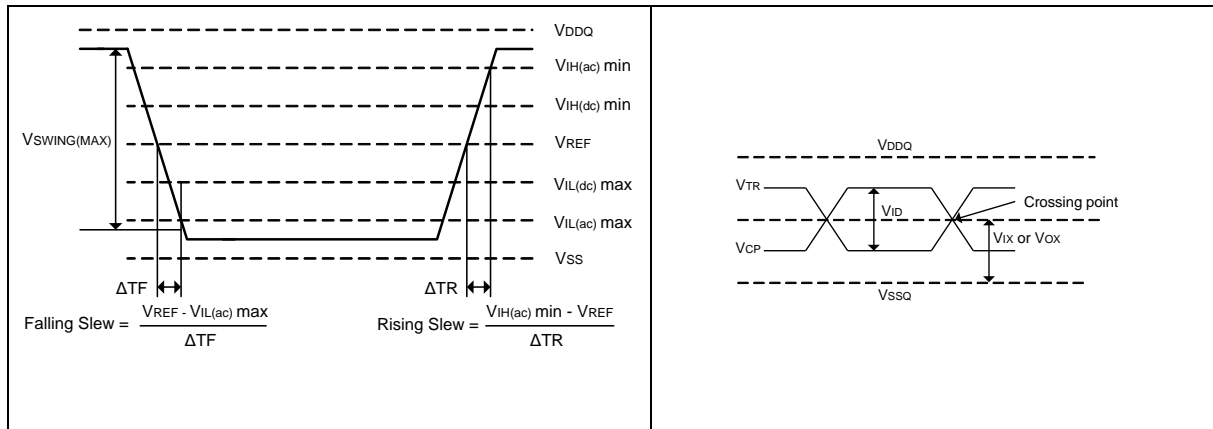 VDDQ
VIH(ac) min
VIH(dc) min
VSWING(MAX)
VREF
VIL(dc) max
VIL(ac) max
VSS
ΔTF
ΔTR
Falling Slew = VREF - VIL(ac) max
ΔTF
Rising Slew = VIH(ac) min - VREF
ΔTR
VDDQ
VTR
VID
Crossing point
VIX or VOX
VCP
VSSQ